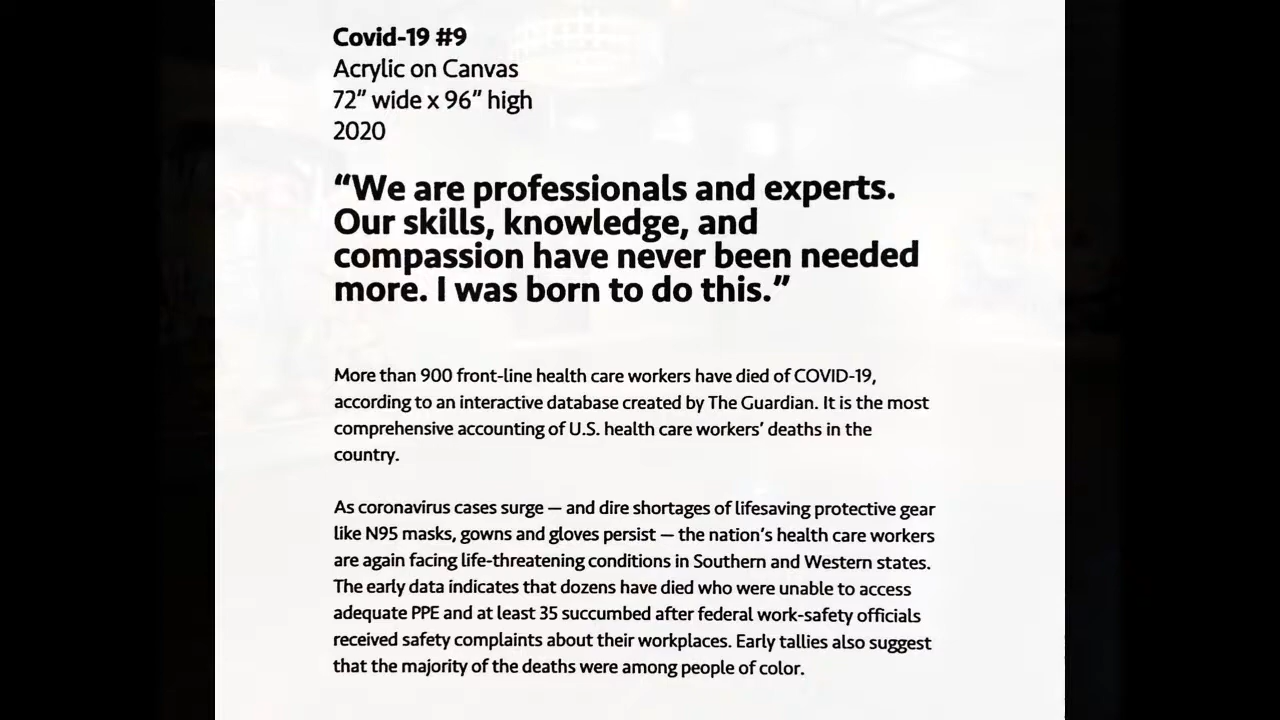 Covid-19 #9
Acrylic on Canvas
72” wide x 96” high
2020
“We are professionals and experts.
Our skills, knowledge, and
compassion have never been needed
more. I was born to do this.”
More than 900 front-line health care workers have died of COVID-19,
according to an interactive database created by The Guardian. It is the most
comprehensive accounting of U.S. health care workers’ deaths in the
country.
As coronavirus cases surge — and dire shortages of lifesaving protective gear
like N95 masks, gowns and gloves persist — the nation’s health care workers
are again facing life-threatening conditions in Southern and Western states.
The early data indicates that dozens have died who were unable to access
adequate PPE and at least 35 succumbed after federal work-safety officials
received safety complaints about their workplaces. Early tallies also suggest
that the majority of the deaths were among people of color.